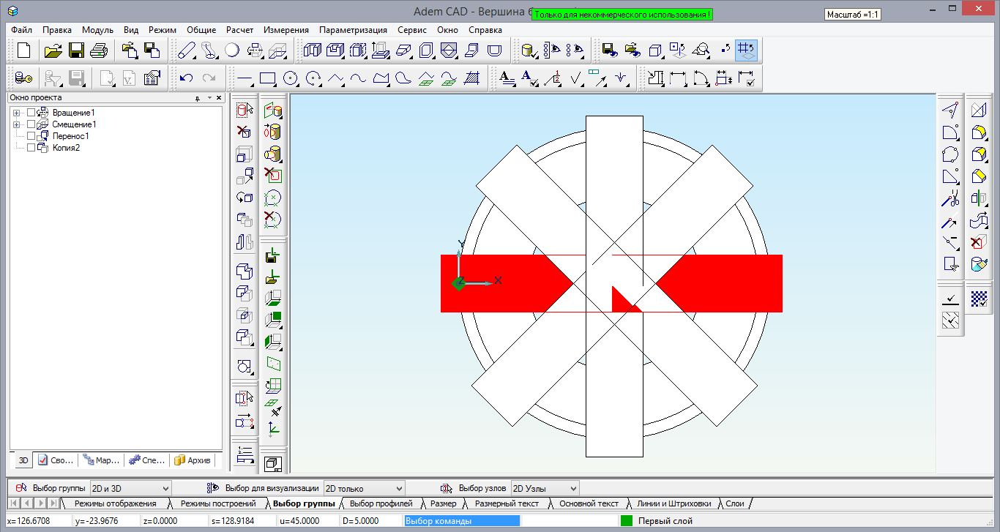 Adem CAD - Вершина б
Только для некоммерческого использования !
Масштаб =1:1
Файл Правка Модуль Вид Режим Общие Расчет Измерения Параметризация Сервис Окно Справка
Окно проекта
Вращение1
Смещение1
Перенос1
Копия2
Y
Z X
3D Сво... Мар... Спе... Архив
Выбор группы 2D и 3D Выбор для визуализации 2D только Выбор узлов 2D Узлы
Режимы отображения Режимы построений Выбор группы Выбор профилей Размер Размерный текст Основной текст Линии и Штриховки Слои
x=126.6708 y=-23.9676 z=0.0000 s=128.9184 u=45.0000 D=5.0000 Выбор команды Первый слой